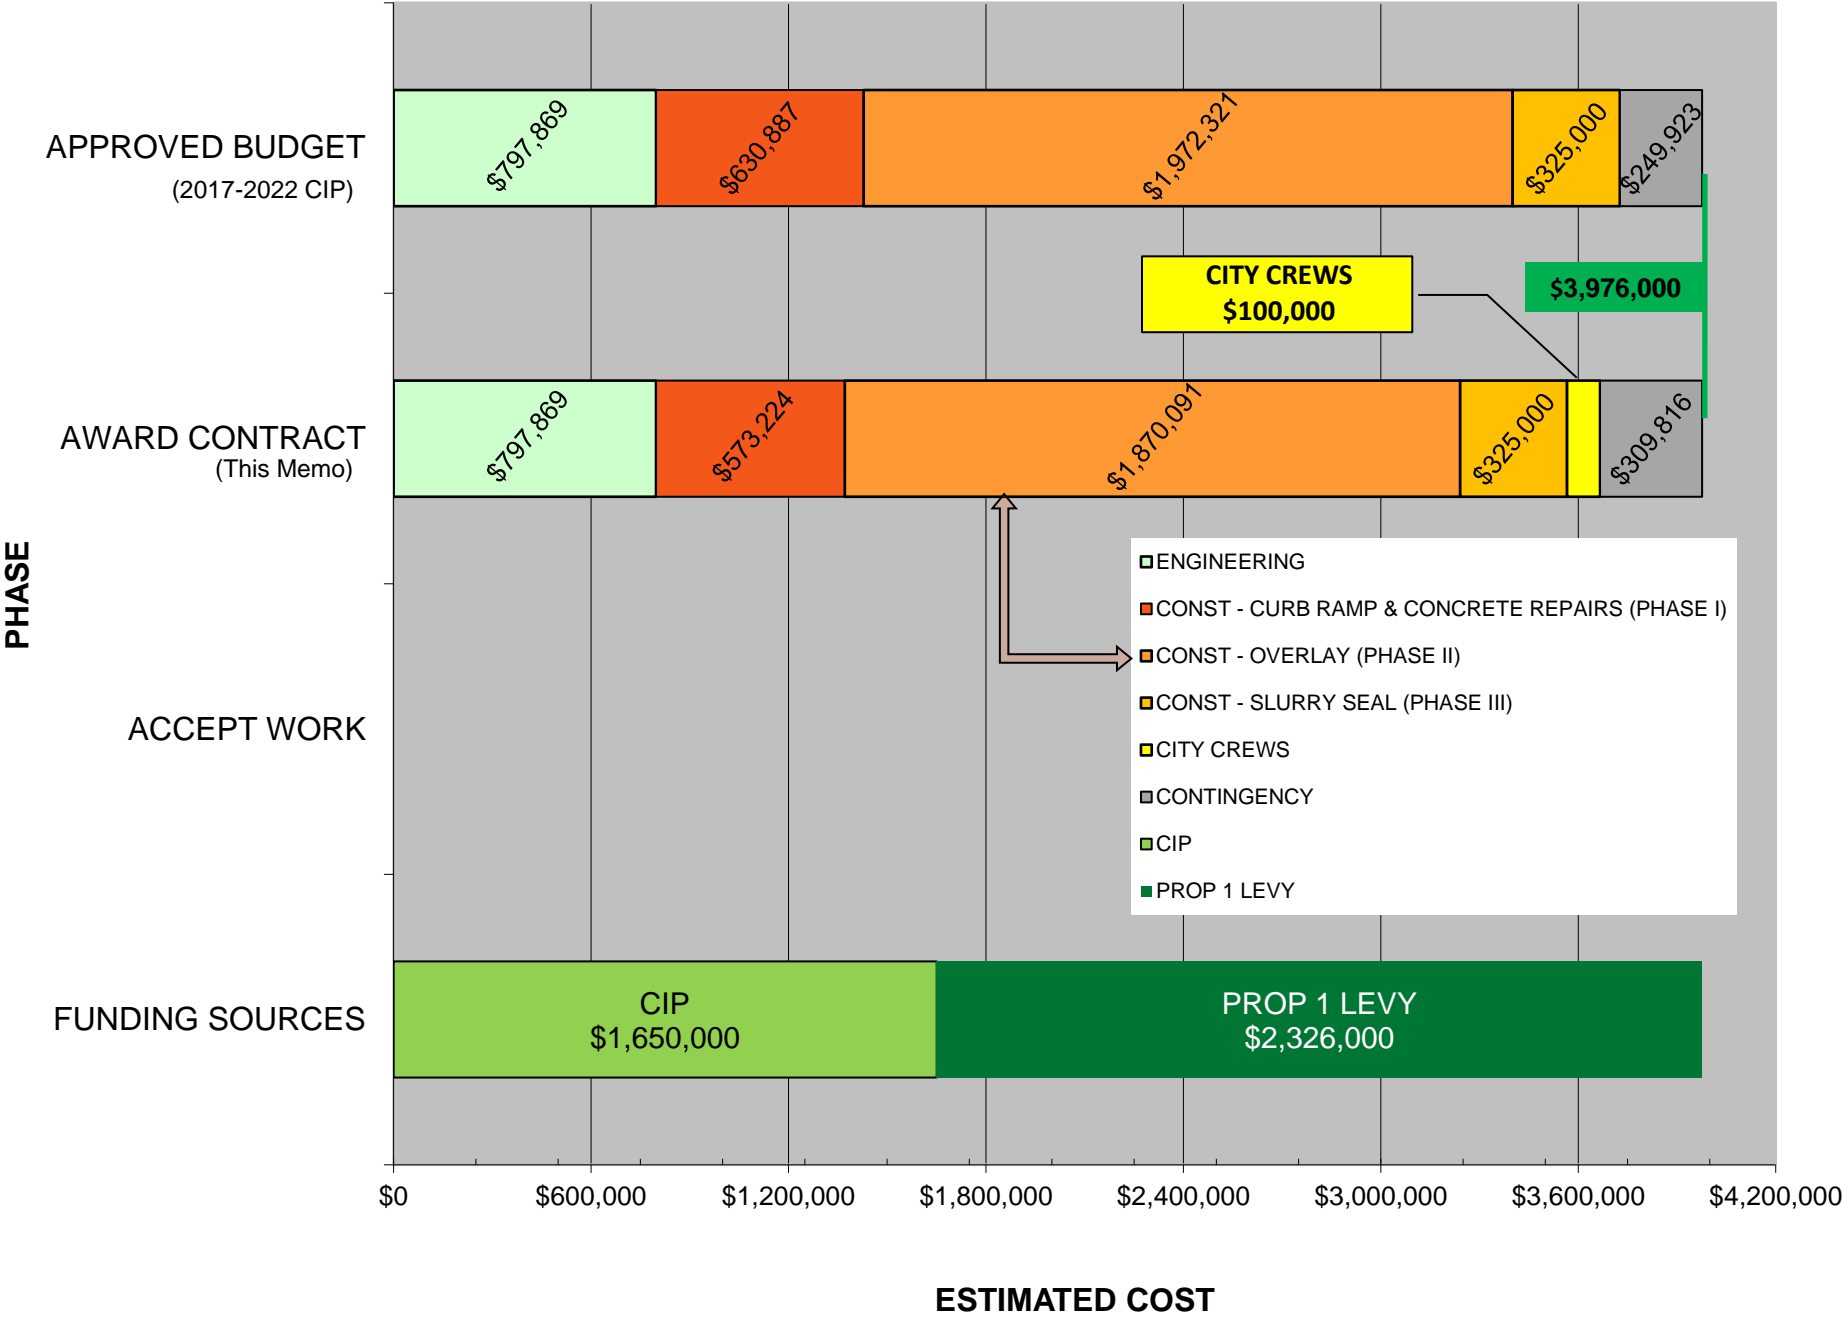 APPROVED BUDGET
(2017-2022 CIP)
$797,869
$630,887
$1,972,321
$325,000
$249,923
CITY CREWS
$100,000
$3,976,000
AWARD CONTRACT
(This Memo)
$797,869
$573,224
$1,870,091
$325,000
$309,816
PHASE
ENGINEERING
CONST - CURB RAMP & CONCRETE REPAIRS (PHASE I)
CONST - OVERLAY (PHASE II)
CONST - SLURRY SEAL (PHASE III)
CITY CREWS
CONTINGENCY
CIP
PROP 1 LEVY
ACCEPT WORK
FUNDING SOURCES
CIP
$1,650,000
PROP 1 LEVY
$2,326,000
$0 $600,000 $1,200,000 $1,800,000 $2,400,000 $3,000,000 $3,600,000 $4,200,000
ESTIMATED COST